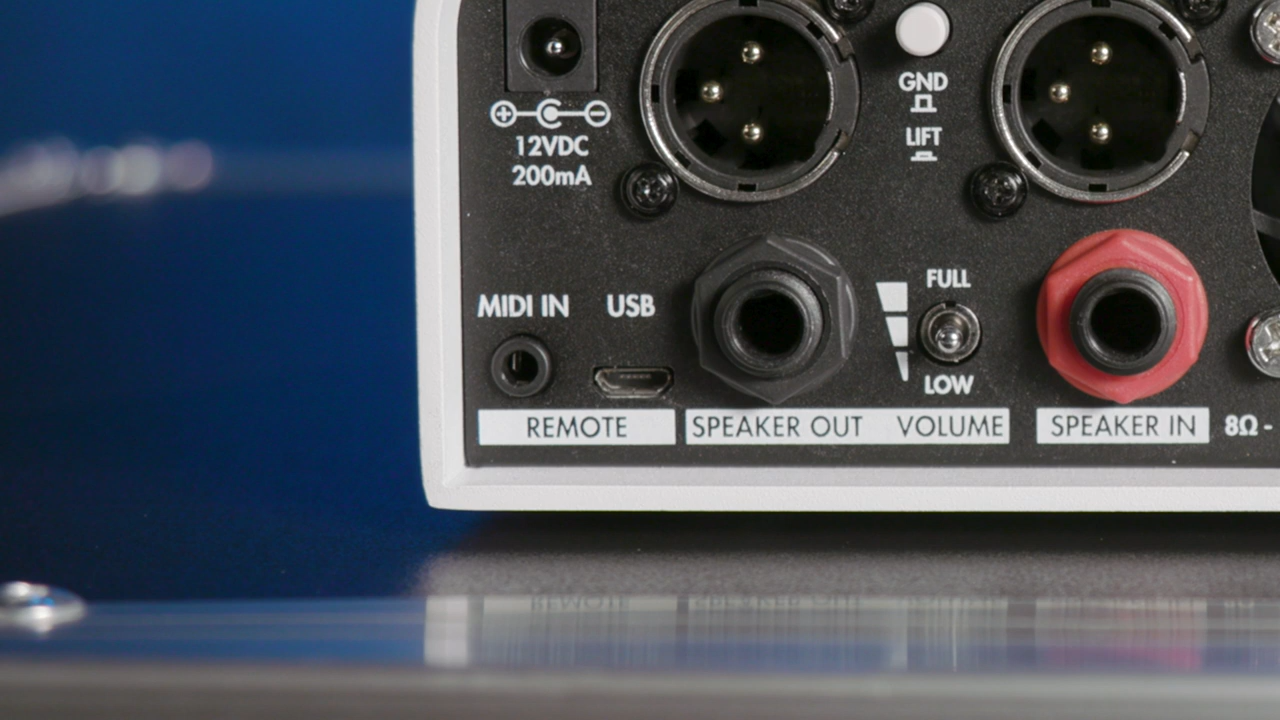 12VDC
200mA
GND
LIFT
MIDI IN
USB
FULL
LOW
REMOTE
SPEAKER OUT
VOLUME
SPEAKER IN
8Ω -